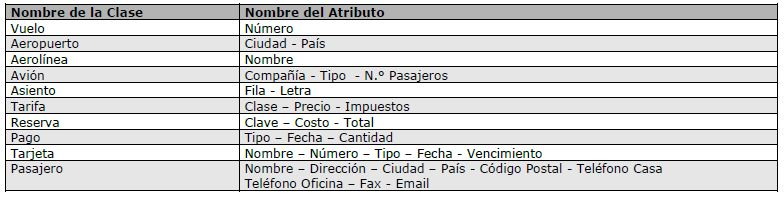 Nombre de la Clase Nombre del Atributo
Vuelo Número
Aeropuerto Ciudad - País
Aerolínea Nombre
Avión Compañía - Tipo - N.º Pasajeros
Asiento Fila - Letra
Tarifa Clase – Precio - Impuestos
Reserva Clave – Costo - Total
Pago Tipo – Fecha – Cantidad
Tarjeta Nombre – Número – Tipo – Fecha - Vencimiento
Pasajero Nombre – Dirección – Ciudad – País - Código Postal - Teléfono Casa
Teléfono Oficina – Fax - Email